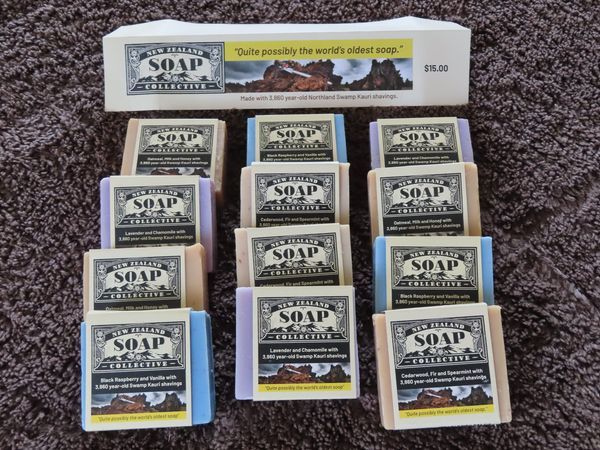 NEW ZEALAND
SOAP
COLLECTIVE
"Quite possibly the world's oldest soap."
$15.00
Made with 3,860 year-old Northland Swamp Kauri shavings.
NEW ZEALAND
SOAP
COLLECTIVE
Oatmeal, Milk and Honey with
3,860 year-old Swamp Kauri shavings
NEW ZEALAND
SOAP
COLLECTIVE
Black Raspberry and Vanilla with
3,860 year-old Swamp Kauri shavings
NEW ZEALAND
SOAP
COLLECTIVE
Lavender and Chamomile with
3,860 year-old Swamp Kauri shavings
NEW ZEALAND
SOAP
COLLECTIVE
Lavender and Chamomile with
3,860 year-old Swamp Kauri shavings
NEW ZEALAND
SOAP
COLLECTIVE
Cedarwood, Fir and Spearmint with
3,860 year-old Swamp Kauri shavings
NEW ZEALAND
SOAP
COLLECTIVE
Oatmeal, Milk and Honey with
3,860 year-old Swamp Kauri shavings
NEW ZEALAND
SOAP
COLLECTIVE
Oatmeal, Milk and Honey with
NEW ZEALAND
SOAP
COLLECTIVE
Cedarwood, Fir and Spearmint with
NEW ZEALAND
SOAP
COLLECTIVE
Black Raspberry and Vanilla with
3,860 year-old Swamp Kauri shavings
NEW ZEALAND
SOAP
COLLECTIVE
Black Raspberry and Vanilla with
3,860 year-old Swamp Kauri shavings
"Quite possibly the world's oldest soap"
NEW ZEALAND
SOAP
COLLECTIVE
Lavender and Chamomile with
3,860 year-old Swamp Kauri shavings
"Quite possibly the world's oldest soap"
NEW ZEALAND
SOAP
COLLECTIVE
Cedarwood, Fir and Spearmint with
3,860 year-old Swamp Kauri shavings
"Quite possibly the world's oldest soap"